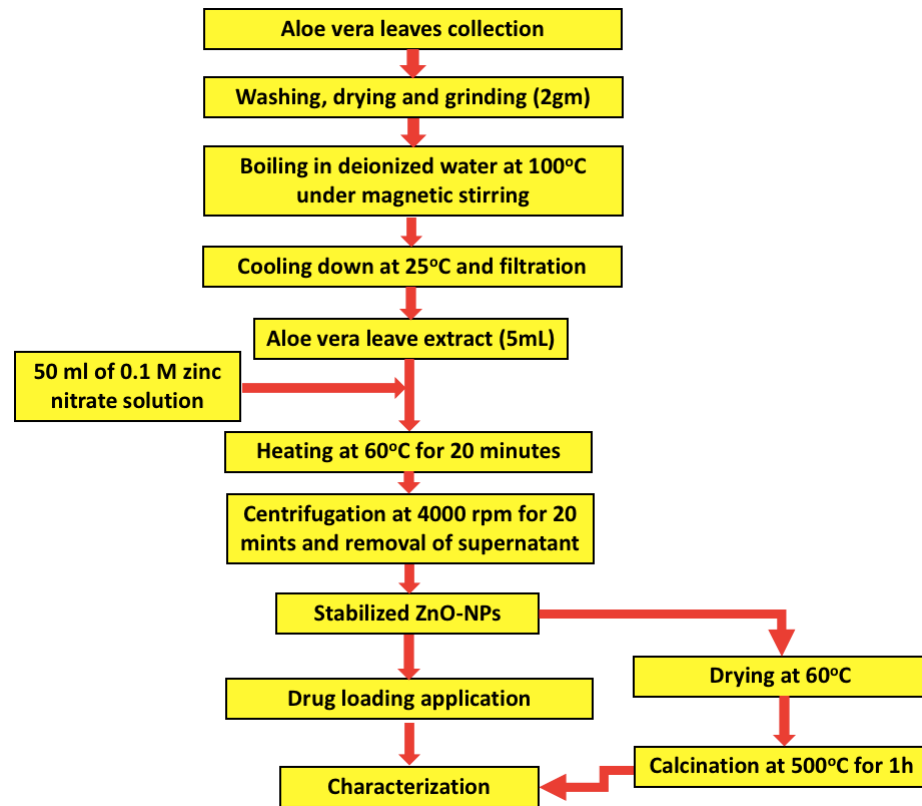 Aloe vera leaves collection
Washing, drying and grinding (2gm)
Boiling in deionized water at 100°C
under magnetic stirring
Cooling down at 25°C and filtration
Aloe vera leave extract (5mL)
50 ml of 0.1 M zinc
nitrate solution
Heating at 60°C for 20 minutes
Centrifugation at 4000 rpm for 20
mints and removal of supernatant
Stabilized ZnO-NPs
Drying at 60°C
Drug loading application
Calcination at 500°C for 1h
Characterization